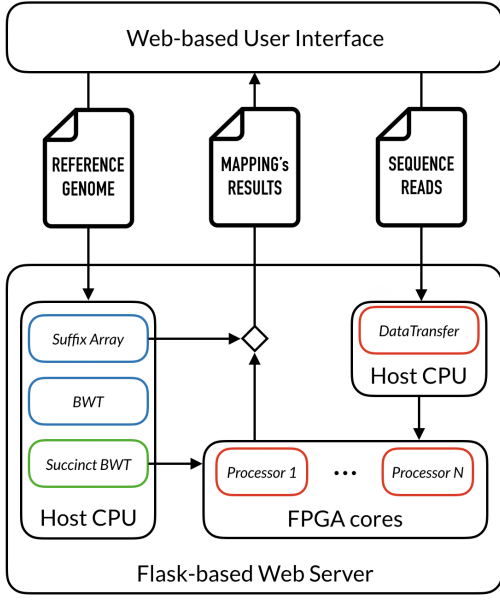 Web-based User Interface
REFERENCE
GENOME
MAPPING's
RESULTS
SEQUENCE
READS
Suffix Array
BWT
Succinct BWT
Host CPU
DataTransfer
Host CPU
Processor 1
...
Processor N
FPGA cores
Flask-based Web Server